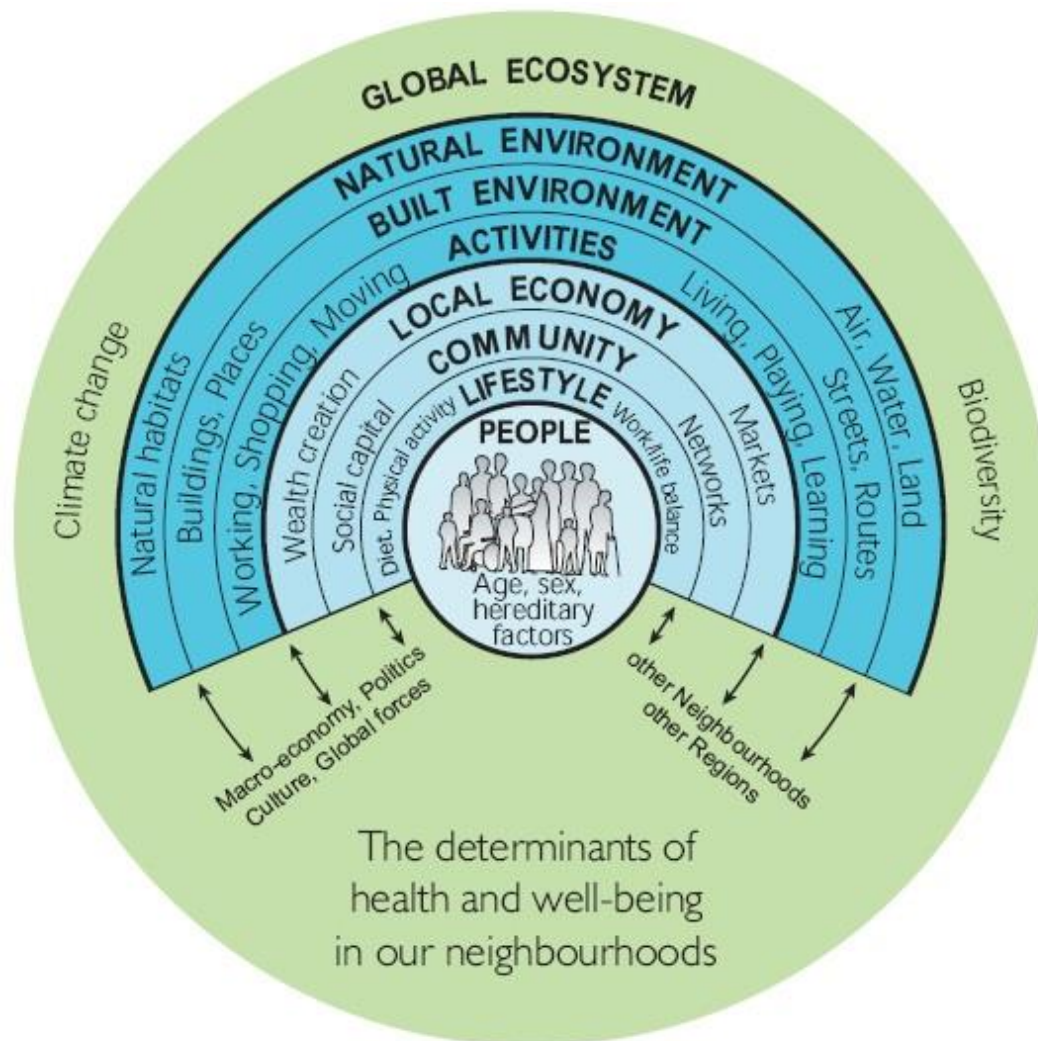 GLOBAL ECOSYSTEM
NATURAL ENVIRONMENT
BUILT ENVIRONMENT
ACTIVITIES
LOCAL ECONOMY
COMMUNITY
LIFESTYLE
PEOPLE
Age, sex,
hereditary
factors
Climate change
Natural habitats
Buildings, Places
Working, Shopping, Moving
Wealth creation
Social capital
Diet. Physical activity
Work/life balance
Networks
Markets
Living, Playing, Learning
Streets, Routes
Air, Water, Land
Biodiversity
Macro-economy, Politics
Culture, Global forces
other Neighbourhoods
other Regions
The determinants of
health and well-being
in our neighbourhoods